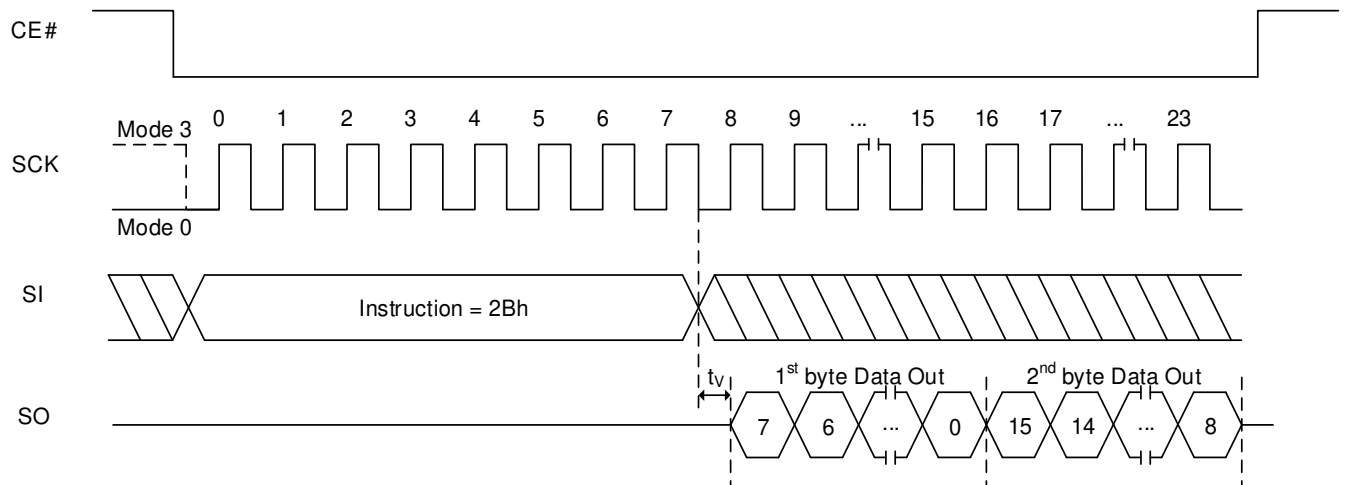 CE#
0 1 2 3 4 5 6 7 8 9 ... 15 16 17 ... 23
Mode 3
SCK
Mode 0
SI
Instruction = 2Bh
tV 1st byte Data Out 2nd byte Data Out
SO
7 6 ... 0 15 14 ... 8